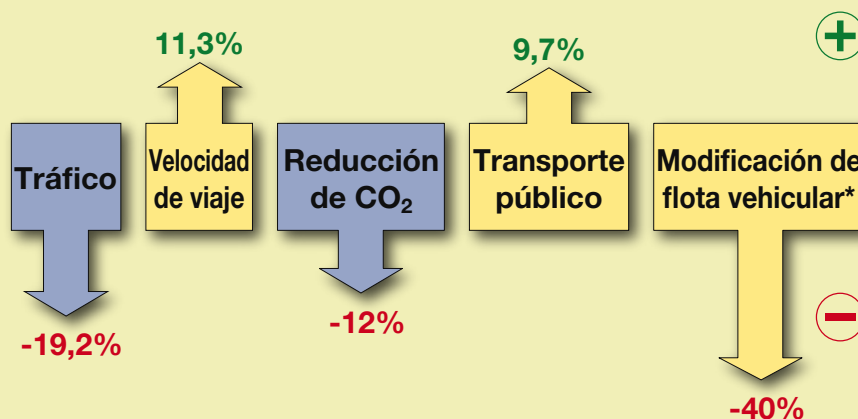 11,3%
9,7%
Tráfico
Velocidad
de viaje
Reducción
de CO₂
Transporte
público
Modificación de
flota vehicular*
-19,2%
-12%
-40%